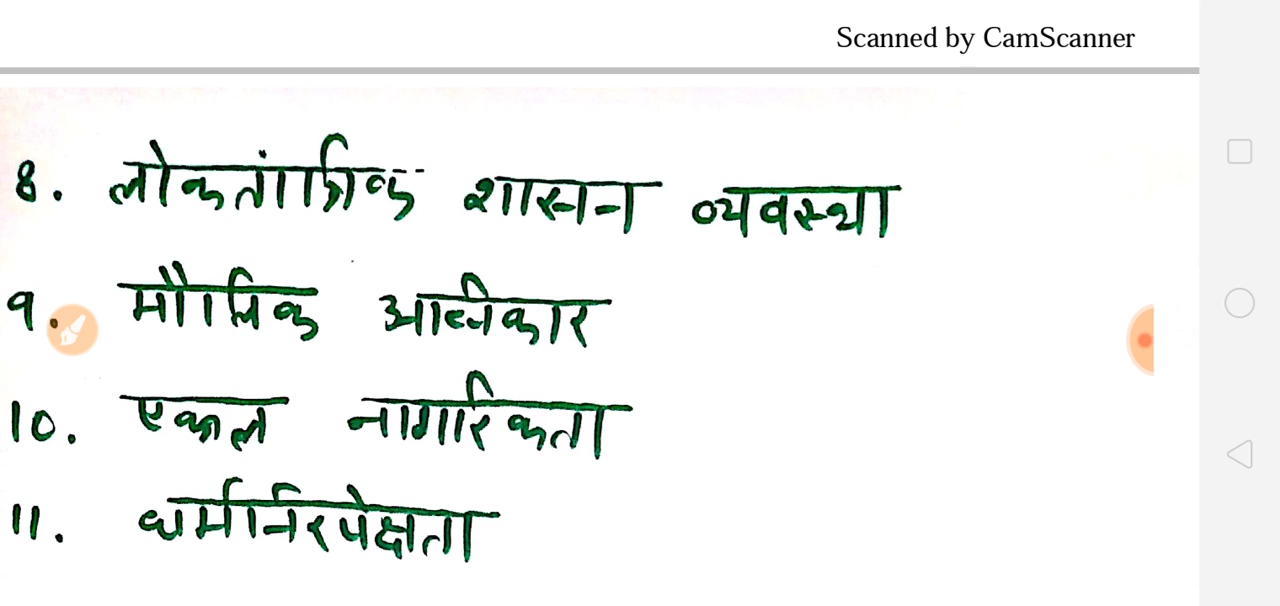 Scanned by CamScanner
8. लोकतांत्रिक शासन व्यवस्था
9. मौलिक अधिकार
10. एकल नागरिकता
11. धर्मनिरपेक्षता